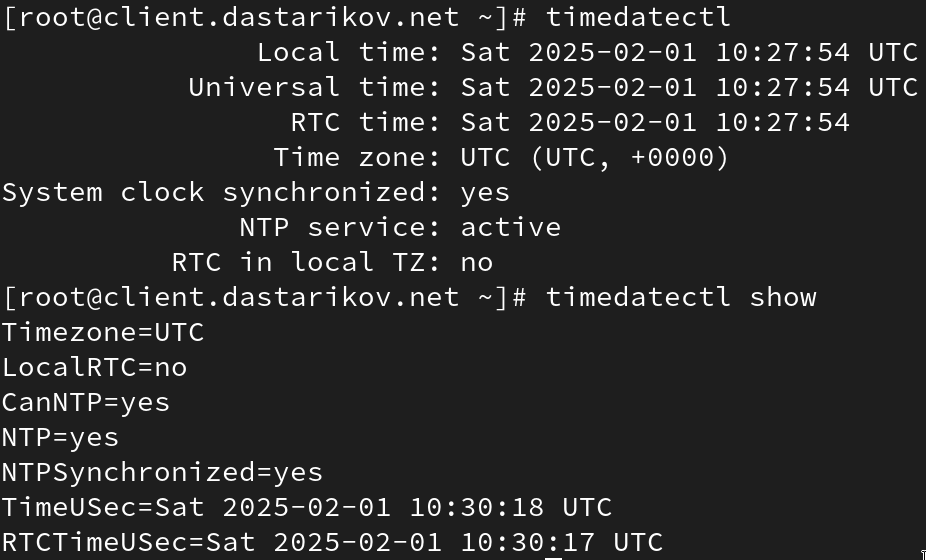 [root@client.dastarikov.net ~]# timedatectl
Local time: Sat 2025-02-01 10:27:54 UTC
Universal time: Sat 2025-02-01 10:27:54 UTC
RTC time: Sat 2025-02-01 10:27:54
Time zone: UTC (UTC, +0000)
System clock synchronized: yes
NTP service: active
RTC in local TZ: no
[root@client.dastarikov.net ~]# timedatectl show
Timezone=UTC
LocalRTC=no
CanNTP=yes
NTP=yes
NTPSynchronized=yes
TimeUSec=Sat 2025-02-01 10:30:18 UTC
RTCTimeUSec=Sat 2025-02-01 10:30:17 UTC